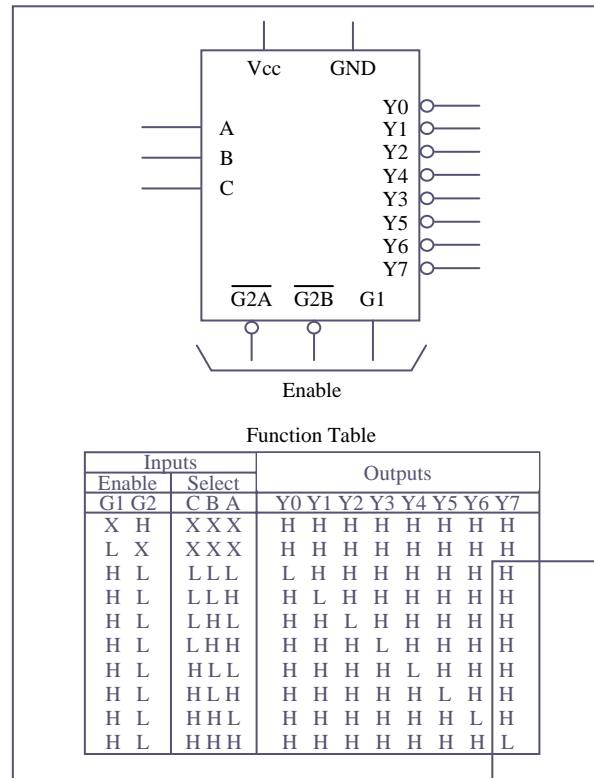 Vcc GND
A
B
C
Y0
Y1
Y2
Y4
Y3
Y5
Y6
Y7
G2A G2B G1
Enable
Function Table
Inputs Outputs
Enable Select
G1 G2 C B A Y0 Y1 Y2 Y3 Y4 Y5 Y6 Y7
X H X X X H H H H H H H H
L X X X X H H H H H H H H
H L L L L L H H H H H H H
H L L L H H L H H H H H H
H L L H L H H L H H H H H
H L L H H H H H L H H H H
H L H L L H H H H L H H H
H L H L H H H H H H L H H
H L H H L H H H H H H L H
H L H H H H H H H H H H L